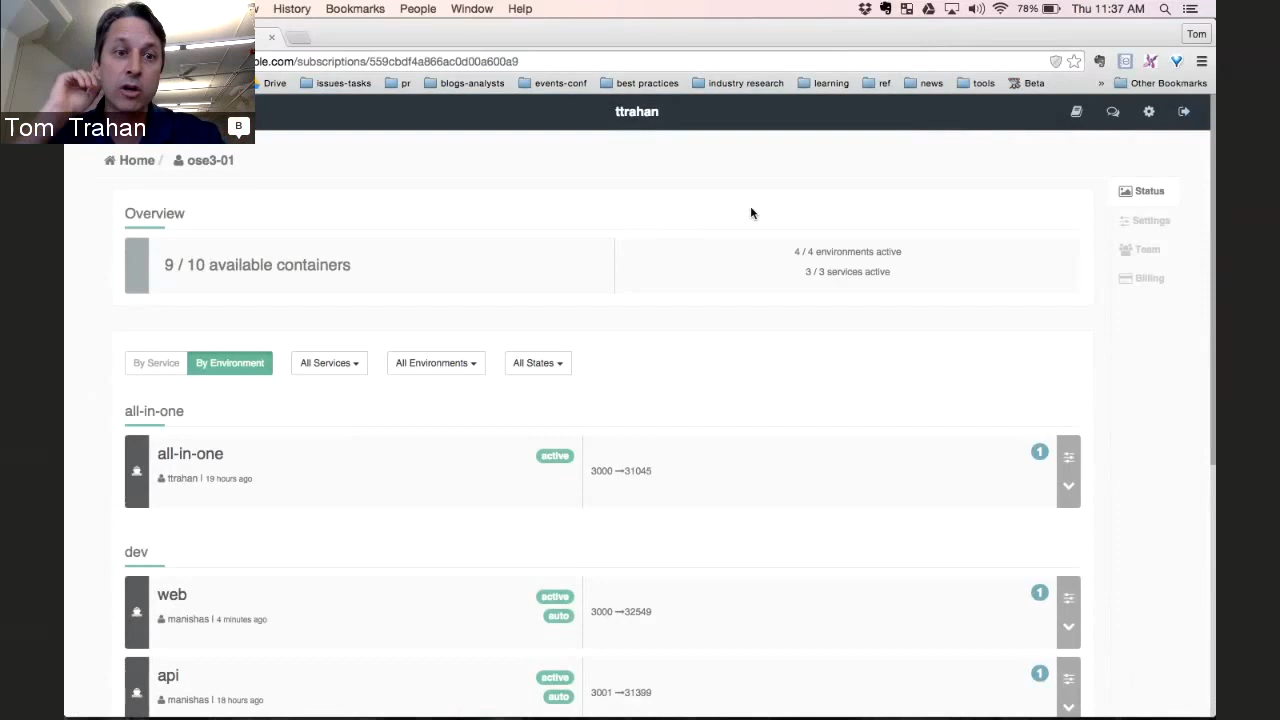 History Bookmarks People Window Help 78% Thu 11:37 AM
Tom
ble.com/subscriptions/559cbdf4a866ac0d00a600a9
Drive issues-tasks pr blogs-analysts events-conf best practices industry research learning ref news tools Beta » Other Bookmarks
ttrahan
Tom Trahan
B
Home / ose3-01
Status
Settings
Team
Billing
Overview
9 / 10 available containers
4 / 4 environments active
3 / 3 services active
By Service By Environment All Services All Environments All States
all-in-one
all-in-one active 3000 →31045 1
ttrahan | 19 hours ago
dev
web active 3000 →32549 1
manishas | 4 minutes ago auto
api active 3001 →31399 1
manishas | 18 hours ago auto